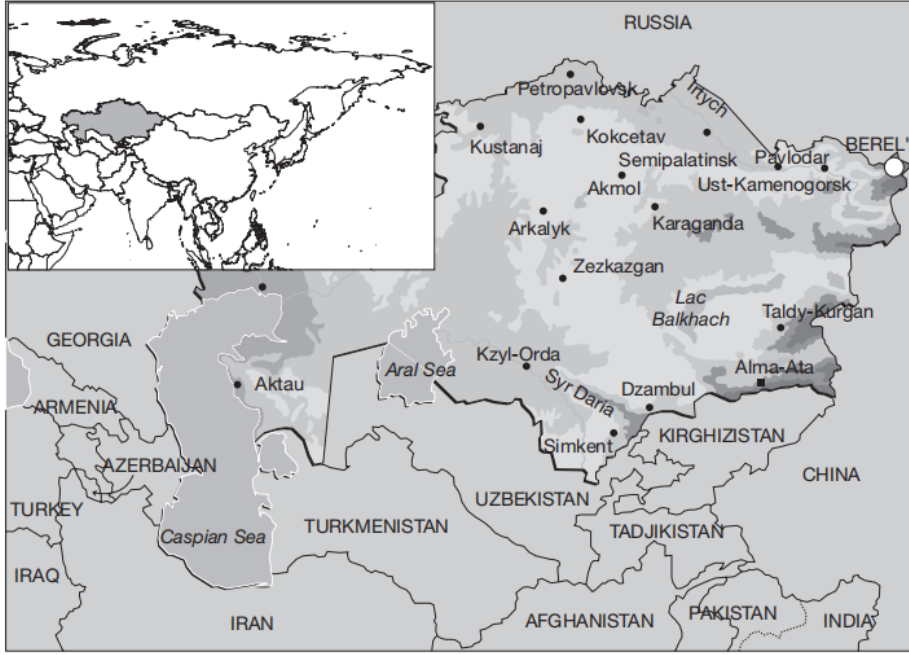 RUSSIA
Petropavlovsk
Irtych
Kustanaj
Kokcetav
BEREL'
Semipalatinsk
Pavlodar
Akmol
Ust-Kamenogorsk
Arkalyk
Karaganda
Zezkazgan
Lac
Balkhach
Taldy-Kurgan
GEORGIA
Kzyl-Orda
Aral Sea
Alma-Ata
Aktau
Syr Daria
Dzambul
ARMENIA
Simkent
KIRGHIZISTAN
AZERBAIJAN
CHINA
UZBEKISTAN
TURKEY
TURKMENISTAN
TADJIKISTAN
Caspian Sea
IRAQ
IRAN
AFGHANISTAN
PAKISTAN
INDIA